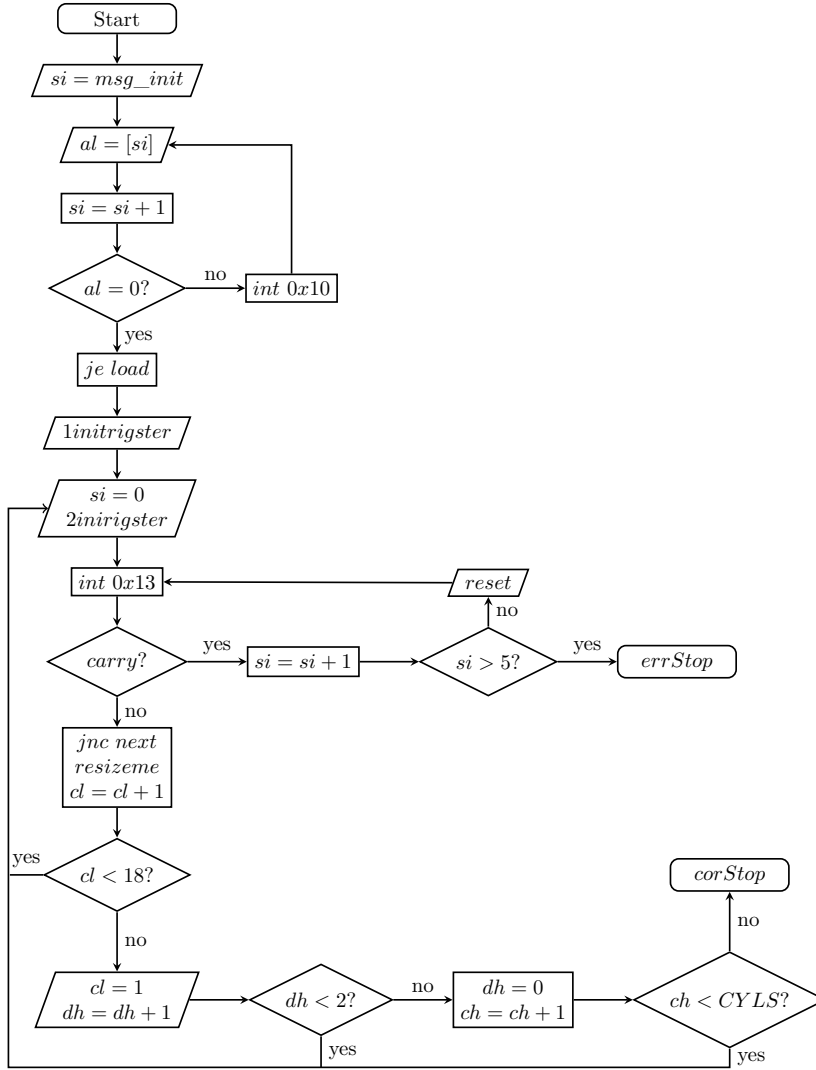 Start
si = msg_init
al = [si]
si = si + 1
al = 0?
no
int 0x10
yes
je load
1initrigster
si = 0
2inirigster
int 0x13
reset
no
carry?
yes
si = si + 1
si > 5?
yes
errStop
no
jnc next
resizeme
cl = cl + 1
yes
cl < 18?
corStop
no
no
cl = 1
dh = dh + 1
dh < 2?
no
dh = 0
ch = ch + 1
ch < CYLS?
yes
yes